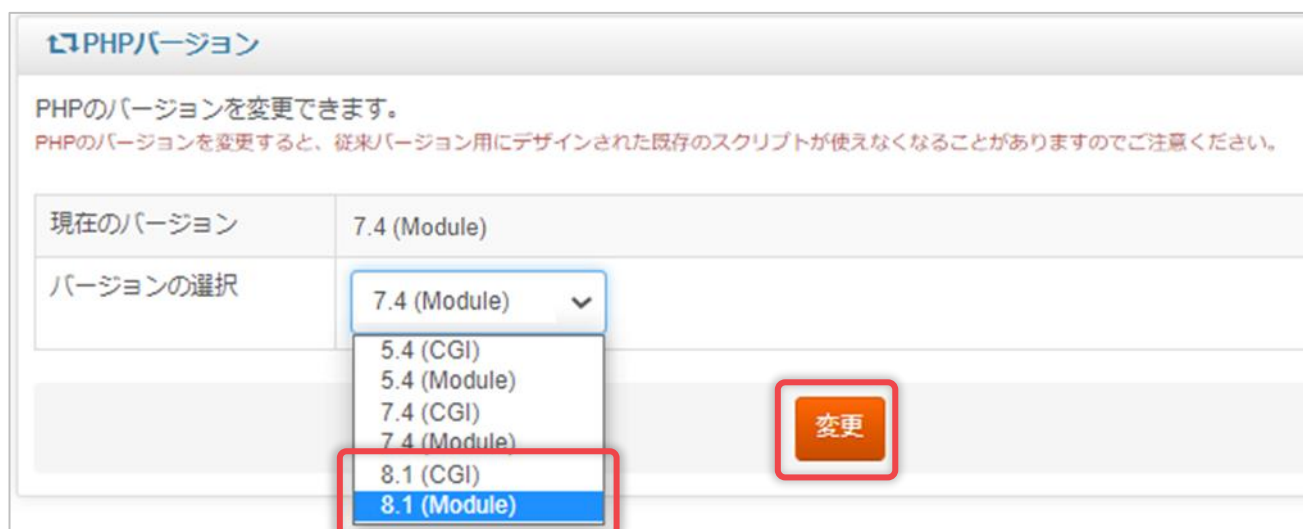 PHPバージョン
PHPのバージョンを変更できます。
PHPのバージョンを変更すると、従来バージョン用にデザインされた既存のスクリプトが使えなくなることがありますのでご注意ください。
現在のバージョン 7.4 (Module)
バージョンの選択 7.4 (Module)
5.4 (CGI)
5.4 (Module)
7.4 (CGI)
7.4 (Module)
変更
8.1 (CGI)
8.1 (Module)